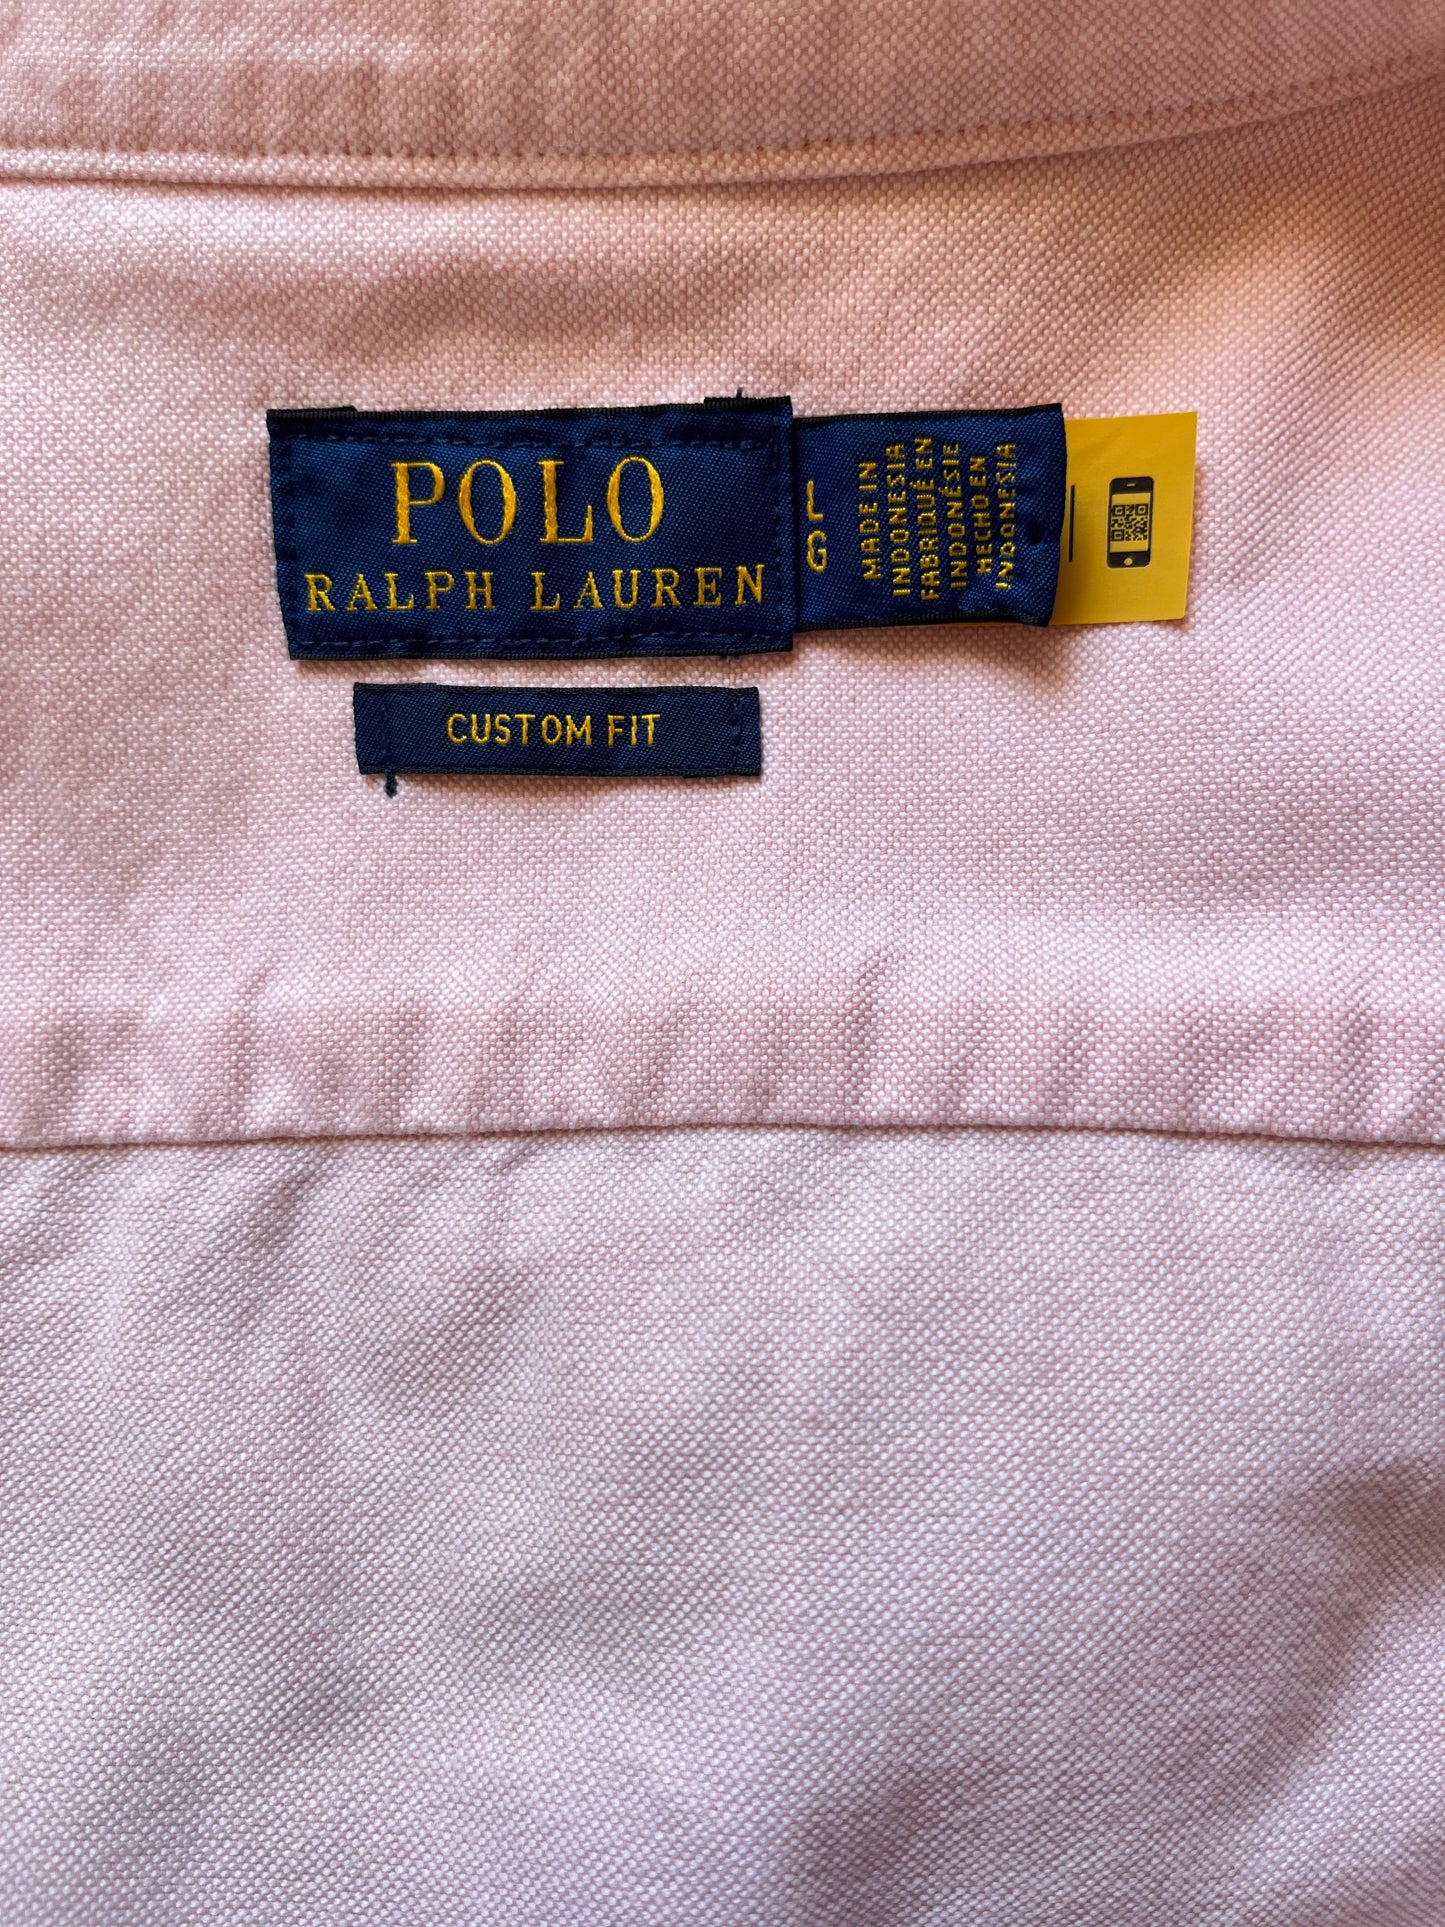 POLO
RALPH LAUREN
L
G
MADE IN
INDONESIA
FABRIQUÉ EN
INDONÉSIE
HECHO EN
INDONESIA
CUSTOM FIT